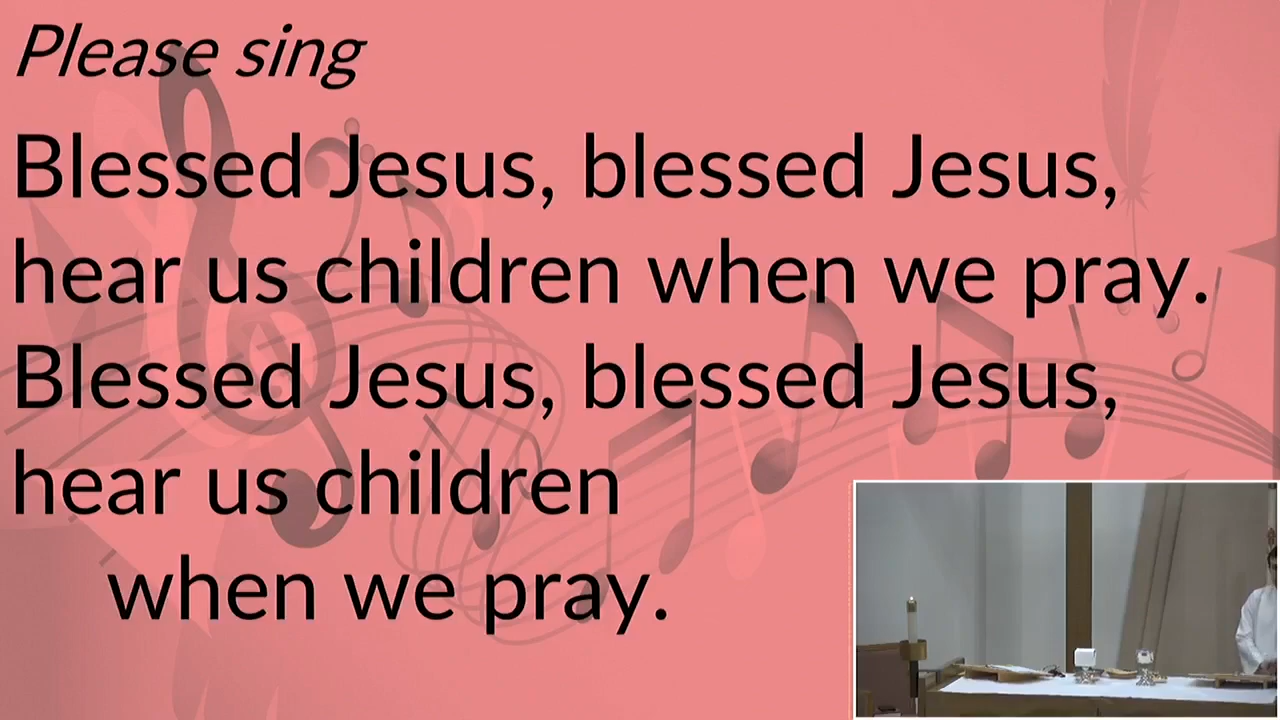 Please sing
Blessed Jesus, blessed Jesus,
hear us children when we pray.
Blessed Jesus, blessed Jesus,
hear us children
when we pray.